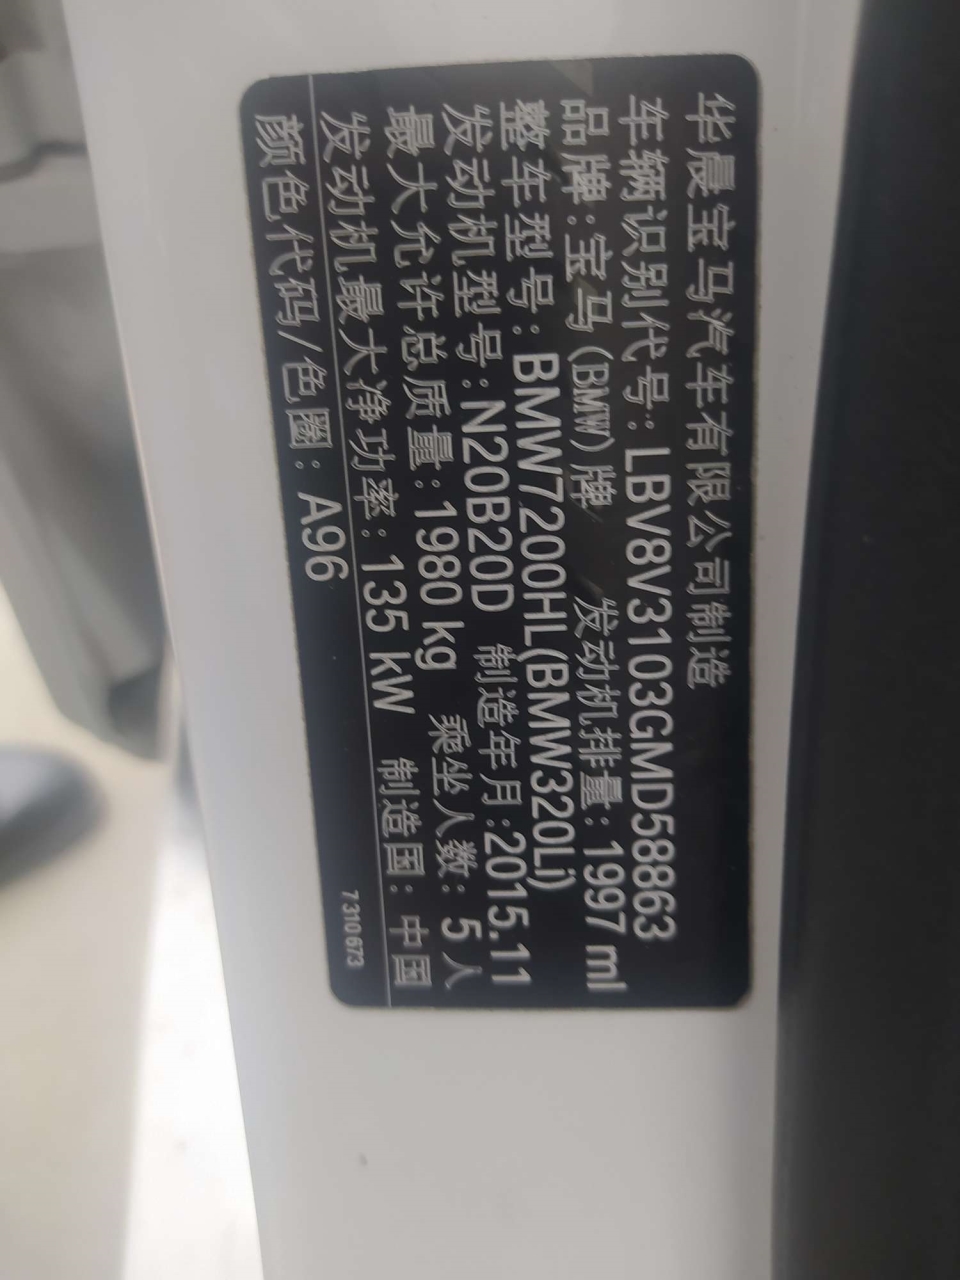 华晨宝马汽车有限公司制造
车辆识别代号: LBV8V3103GMD58863
品牌:宝马(BMW)牌 发动机排量: 1997 ml
整车型号: BMW7200HL(BMW320Li)
发动机型号:N20B20D 制造年月:2015.11
最大允许总质量:1980 kg 乘坐人数: 5 人
发动机最大净功率: 135 kW 制造国: 中国
颜色代码/色圈: A96
7310673